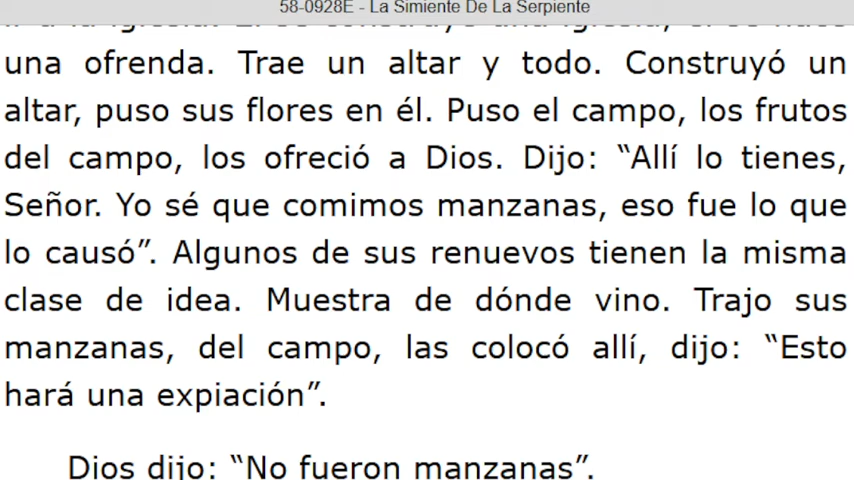 58-0928E - La Simiente De La Serpiente
una ofrenda. Trae un altar y todo. Construyó un
altar, puso sus flores en él. Puso el campo, los frutos
del campo, los ofreció a Dios. Dijo: “Allí lo tienes,
Señor. Yo sé que comimos manzanas, eso fue lo que
lo causó”. Algunos de sus renuevos tienen la misma
clase de idea. Muestra de dónde vino. Trajo sus
manzanas, del campo, las colocó allí, dijo: “Esto
hará una expiación”.
Dios dijo: “No fueron manzanas”.